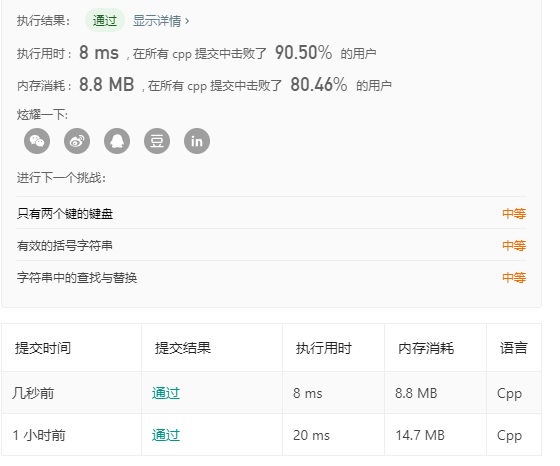 执行结果： 通过 显示详情 ›
执行用时： 8 ms , 在所有 cpp 提交中击败了 90.50% 的用户
内存消耗： 8.8 MB , 在所有 cpp 提交中击败了 80.46% 的用户
炫耀一下:
豆 in
进行下一个挑战：
只有两个键的键盘 中等
有效的括号字符串 中等
字符串中的查找与替换 中等
提交时间 提交结果 执行用时 内存消耗 语言
几秒前 通过 8 ms 8.8 MB Cpp
1 小时前 通过 20 ms 14.7 MB Cpp